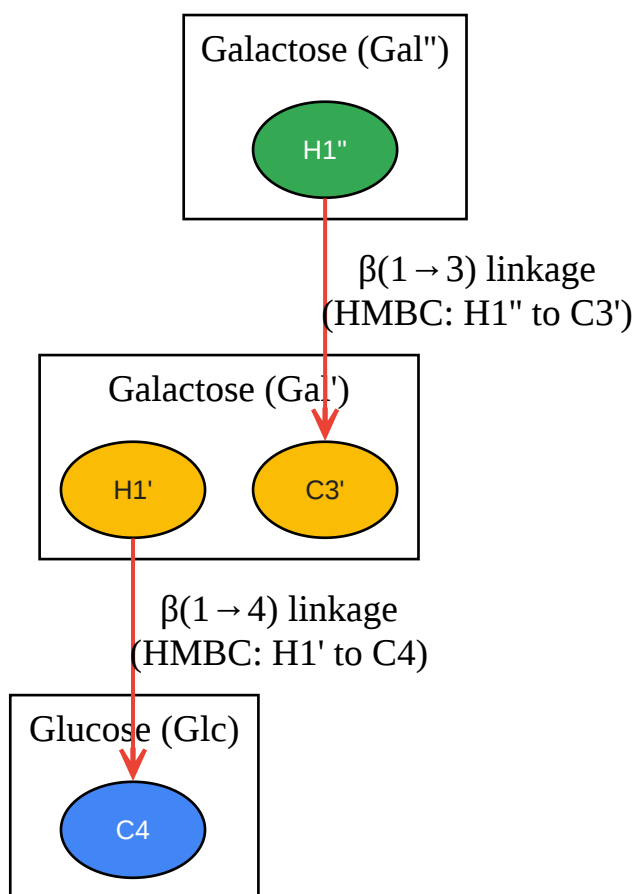 Galactose (Gal")
H1"
β(1→3) linkage
(HMBC: H1" to C3')
Galactose (Gal')
H1'
C3'
β(1→4) linkage
(HMBC: H1' to C4)
Glucose (Glc)
C4